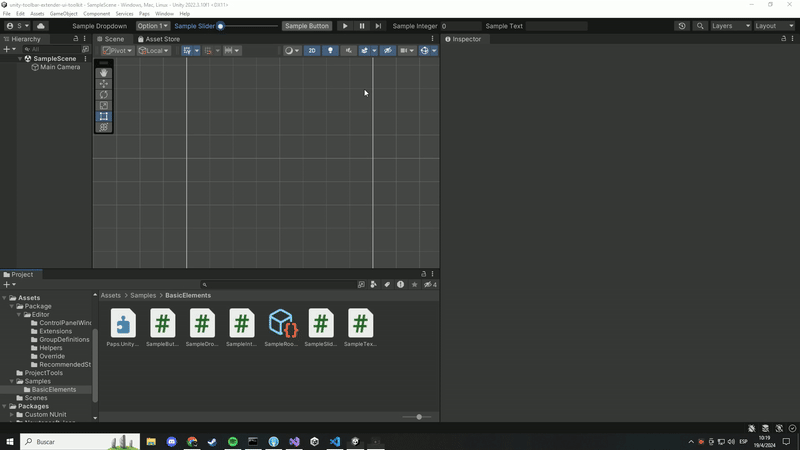 unity-toolbar-extender-ui-toolkit - SampleScene - Windows, Mac, Linux - Unity 2022.2.10f1 <DX11>
File Edit Assets GameObject Component Services Paps Window Help
S Sample Dropdown Option 1 Sample Slider Sample Button Sample Integer 0 Sample Text Layers Layout
Hierarchy Scene Asset Store Inspector
All Pivot Local 2D
SampleScene
Main Camera
Project
4
Assets Assets > Samples > BasicElements
Package
Editor
ControlPanelWind
Extensions
GroupDefinitions
Helpers
Override
RecommendedSt
ProjectTools
Samples
BasicElements
Scenes
Packages
Custom NUnit
Paps.Unity... SampleBut... SampleDro... SampleInt... SampleRoo... SampleSlid... SampleTex...
Buscar
ESP
10:19
19/4/2024